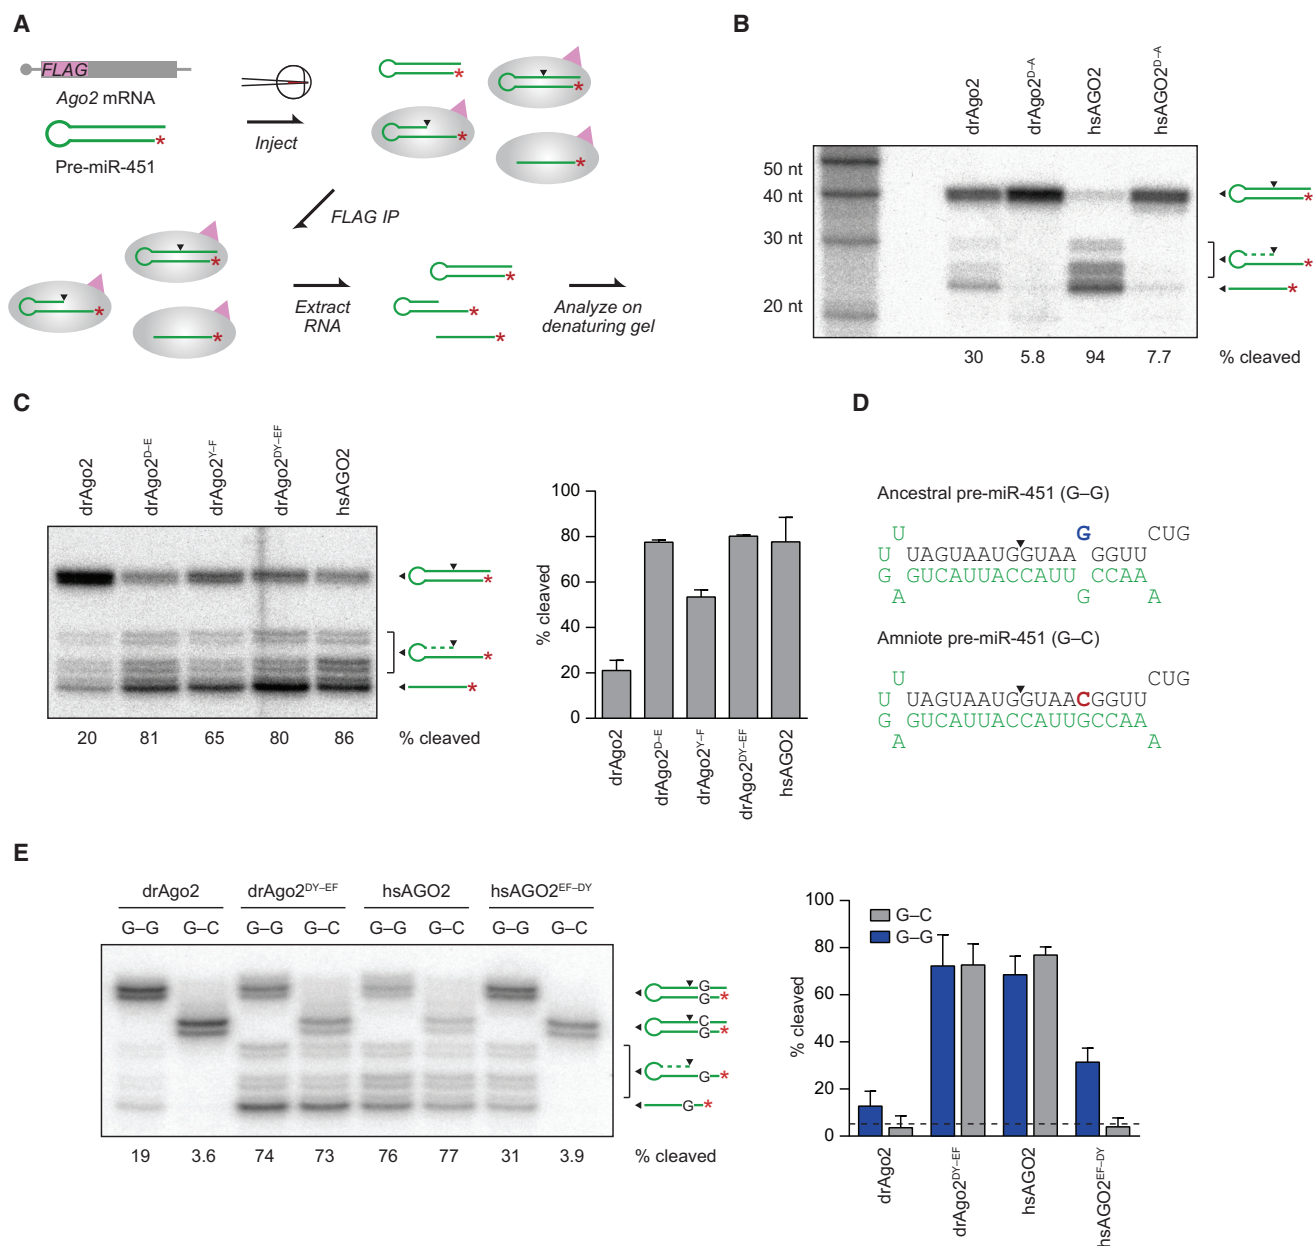 A
FLAG
Ago2 mRNA
*
Pre-miR-451
Inject
*
*
*
*
FLAG IP
*
*
*
Extract
RNA
*
*
*
Analyze on
denaturing gel
B
drAgo2
drAgo2D–A
hsAGO2
hsAGO2D–A
50 nt
40 nt
30 nt
20 nt
*
*
*
30 5.8 94 7.7 % cleaved
C
drAgo2
drAgo2D–E
drAgo2Y–F
drAgo2DY–EF
hsAGO2
*
*
*
20 81 65 80 86 % cleaved
% cleaved
100
80
60
40
20
0
drAgo2
drAgo2D–E
drAgo2Y–F
drAgo2DY–EF
hsAGO2
D
Ancestral pre-miR-451 (G–G)
U G CUG
U UAGUAAUGGUAA GGUU
G GUCAUUACCAUU CCAA
A G A
Amniote pre-miR-451 (G–C)
U CUG
U UAGUAAUGGUAACGGUU
G GUCAUUACCAUUGCCAA
A A
E
drAgo2 drAgo2DY–EF hsAGO2 hsAGO2EF–DY
G–G G–C G–G G–C G–G G–C G–G G–C
G
G *
C
G *
G *
G *
19 3.6 74 73 76 77 31 3.9 % cleaved
% cleaved
100
80
60
40
20
0
G–C
G–G
drAgo2
drAgo2DY–EF
hsAGO2
hsAGO2EF–DY